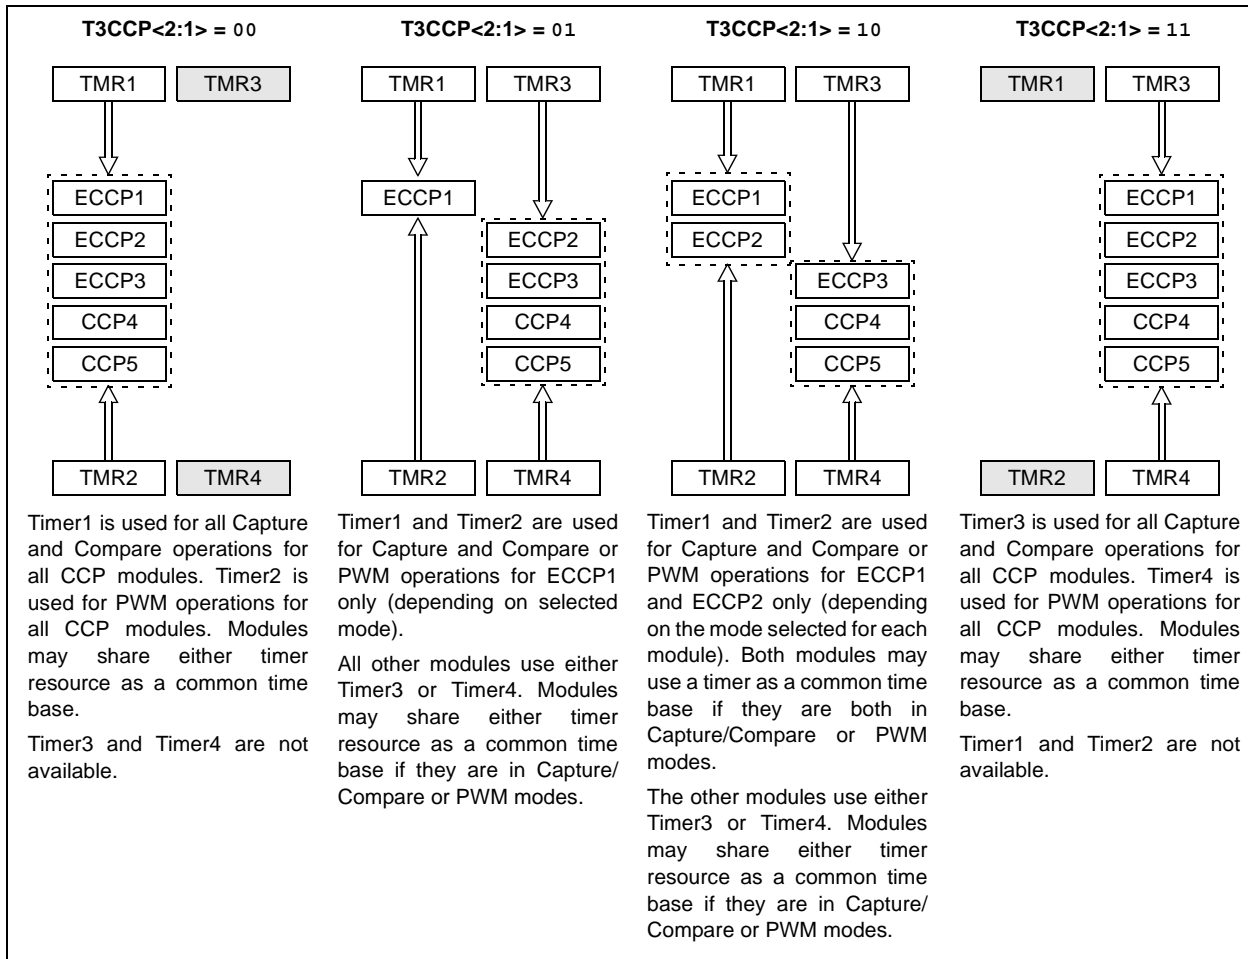 T3CCP<2:1> = 00
TMR1
TMR3
ECCP1
ECCP2
ECCP3
CCP4
CCP5
TMR2
TMR4
Timer1 is used for all Capture
and Compare operations for
all CCP modules. Timer2 is
used for PWM operations for
all CCP modules. Modules
may share either timer
resource as a common time
base.
Timer3 and Timer4 are not
available.
T3CCP<2:1> = 01
TMR1
TMR3
ECCP1
ECCP2
ECCP3
CCP4
CCP5
TMR2
TMR4
Timer1 and Timer2 are used
for Capture and Compare or
PWM operations for ECCP1
only (depending on selected
mode).
All other modules use either
Timer3 or Timer4. Modules
may share either timer
resource as a common time
base if they are in Capture/
Compare or PWM modes.
T3CCP<2:1> = 10
TMR1
TMR3
ECCP1
ECCP2
ECCP3
CCP4
CCP5
TMR2
TMR4
Timer1 and Timer2 are used
for Capture and Compare or
PWM operations for ECCP1
and ECCP2 only (depending
on the mode selected for each
module). Both modules may
use a timer as a common time
base if they are both in
Capture/Compare or PWM
modes.
The other modules use either
Timer3 or Timer4. Modules
may share either timer
resource as a common time
base if they are in Capture/
Compare or PWM modes.
T3CCP<2:1> = 11
TMR1
TMR3
ECCP1
ECCP2
ECCP3
CCP4
CCP5
TMR2
TMR4
Timer3 is used for all Capture
and Compare operations for
all CCP modules. Timer4 is
used for PWM operations for
all CCP modules. Modules
may share either timer
resource as a common time
base.
Timer1 and Timer2 are not
available.